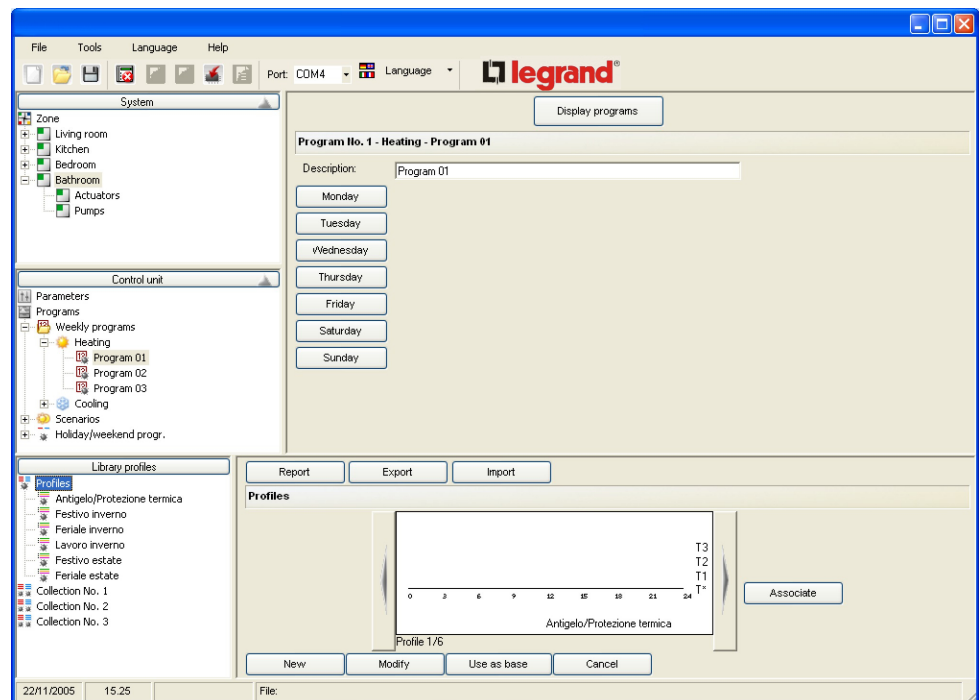 File Tools Language Help
Port: COM4 Language legrand®
System
Zone
Living room
Kitchen
Bedroom
Bathroom
Actuators
Pumps
Display programs
Program No. 1 - Heating - Program 01
Description: Program 01
Monday
Tuesday
Wednesday
Thursday
Friday
Saturday
Sunday
Control unit
Parameters
Programs
Weekly programs
Heating
Program 01
Program 02
Program 03
Cooling
Scenarios
Holiday/weekend progr.
Library profiles
Profiles
Antigelo/Protezione termica
Festivo inverno
Feriale inverno
Lavoro inverno
Festivo estate
Feriale estate
Collection No. 1
Collection No. 2
Collection No. 3
Report Export Import
Profiles
T3
T2
T1
T*
0 3 6 9 12 15 18 21 24
Antigelo/Protezione termica
Profile 1/6
Associate
New Modify Use as base Cancel
22/11/2005 15.25 File: